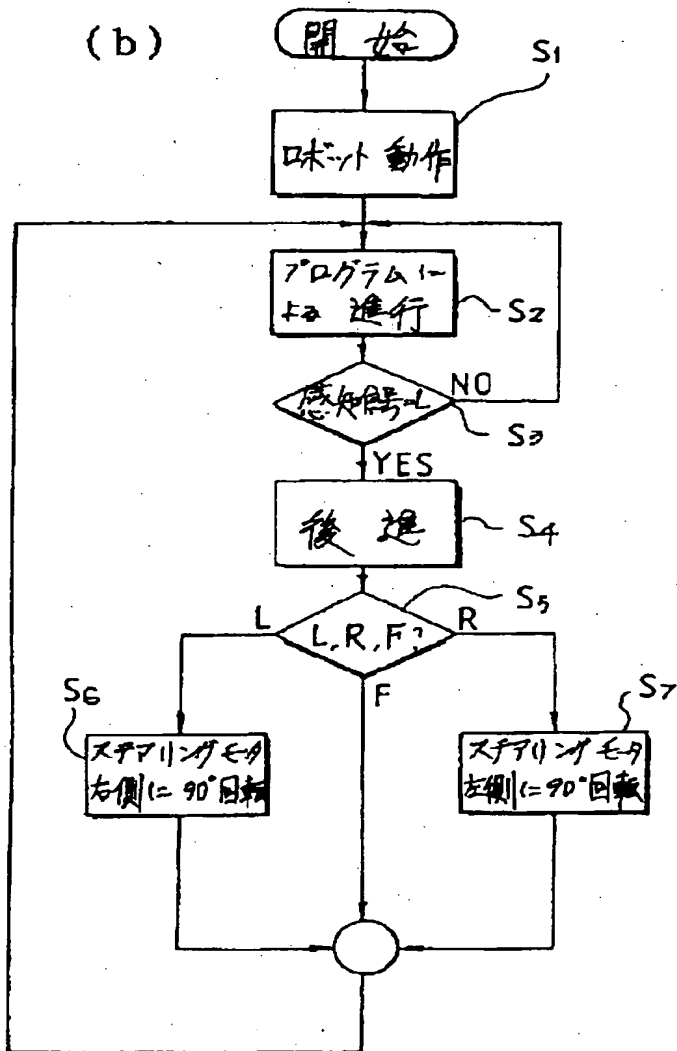 (b)
開始
S1
ロボット動作
プログラムに
よる 進行
S2
感知信号=L
NO
S3
YES
後進
S4
S5
L, R, F?
L
R
F
S6
ステアリングモータ
右側に90°回転
S7
ステアリングモータ
左側に90°回転